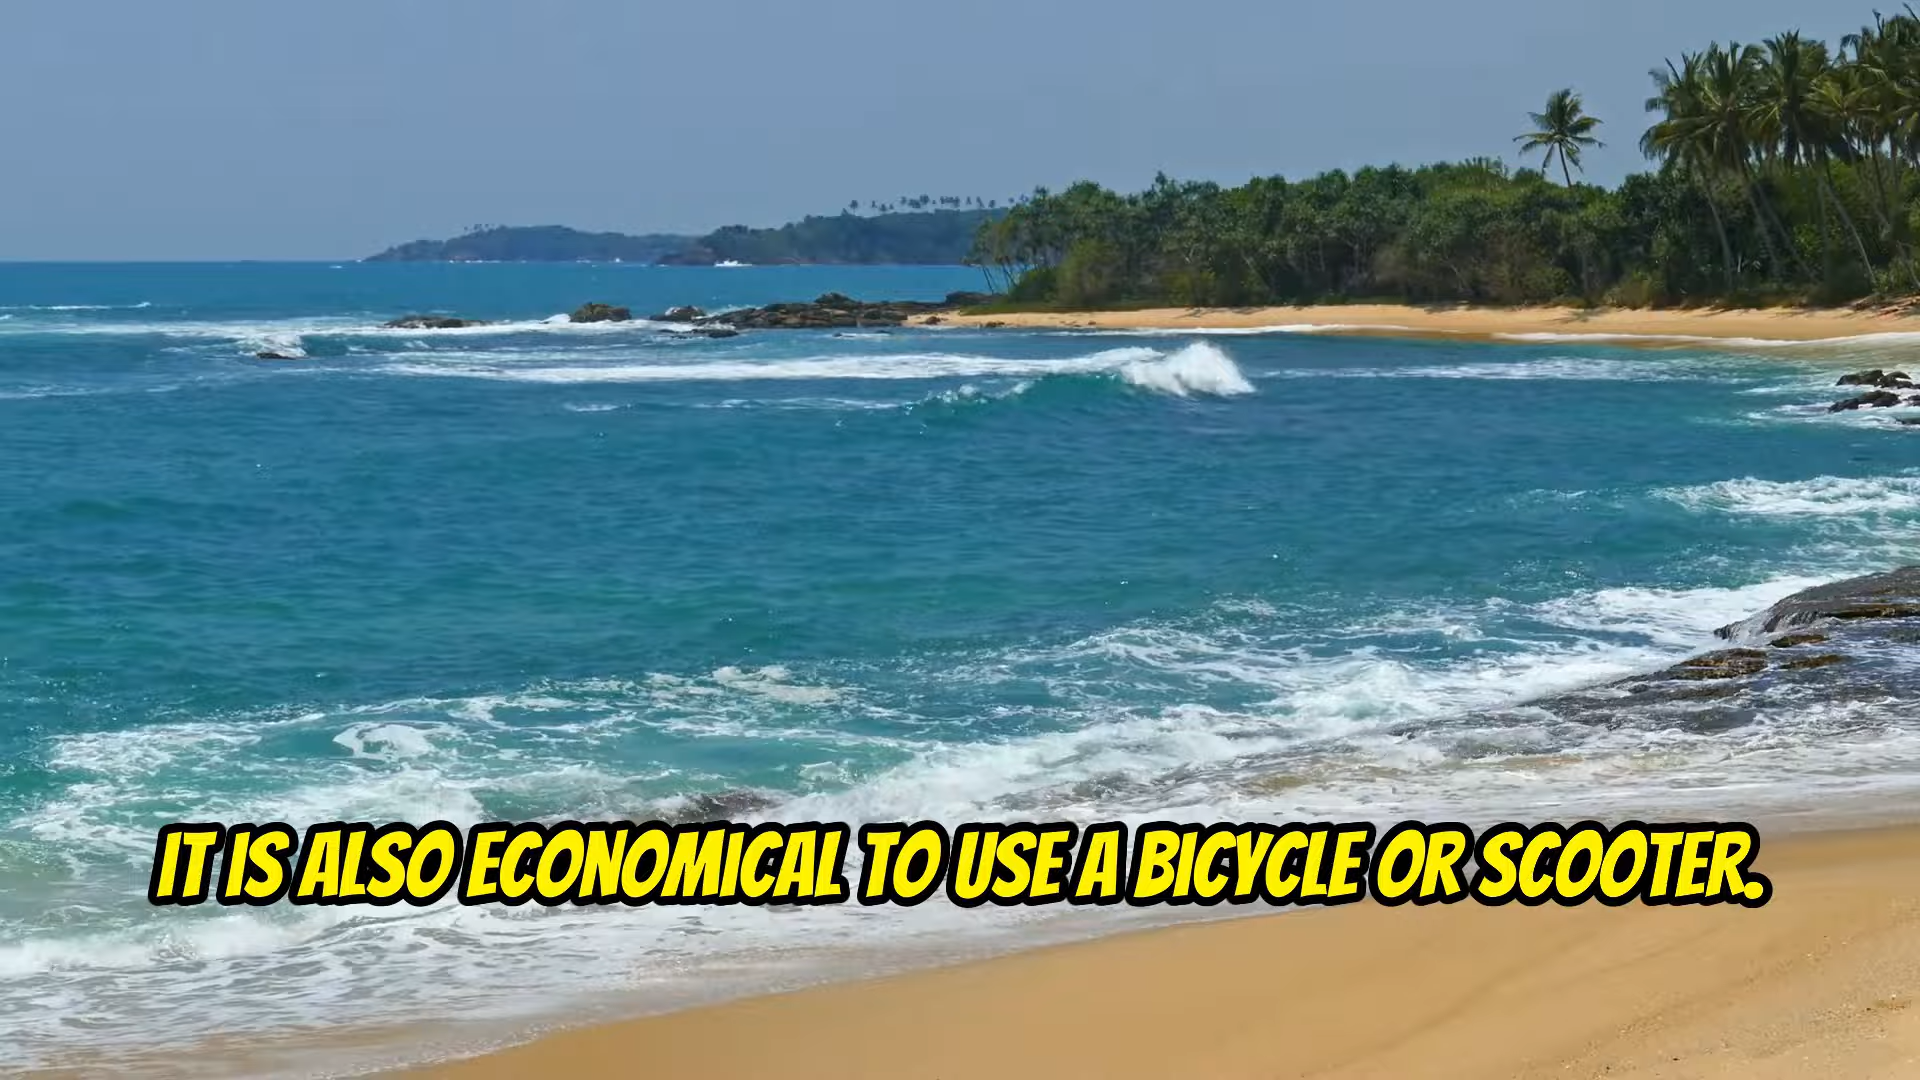 IT IS ALSO ECONOMICAL TO USE A BICYCLE OR SCOOTER.